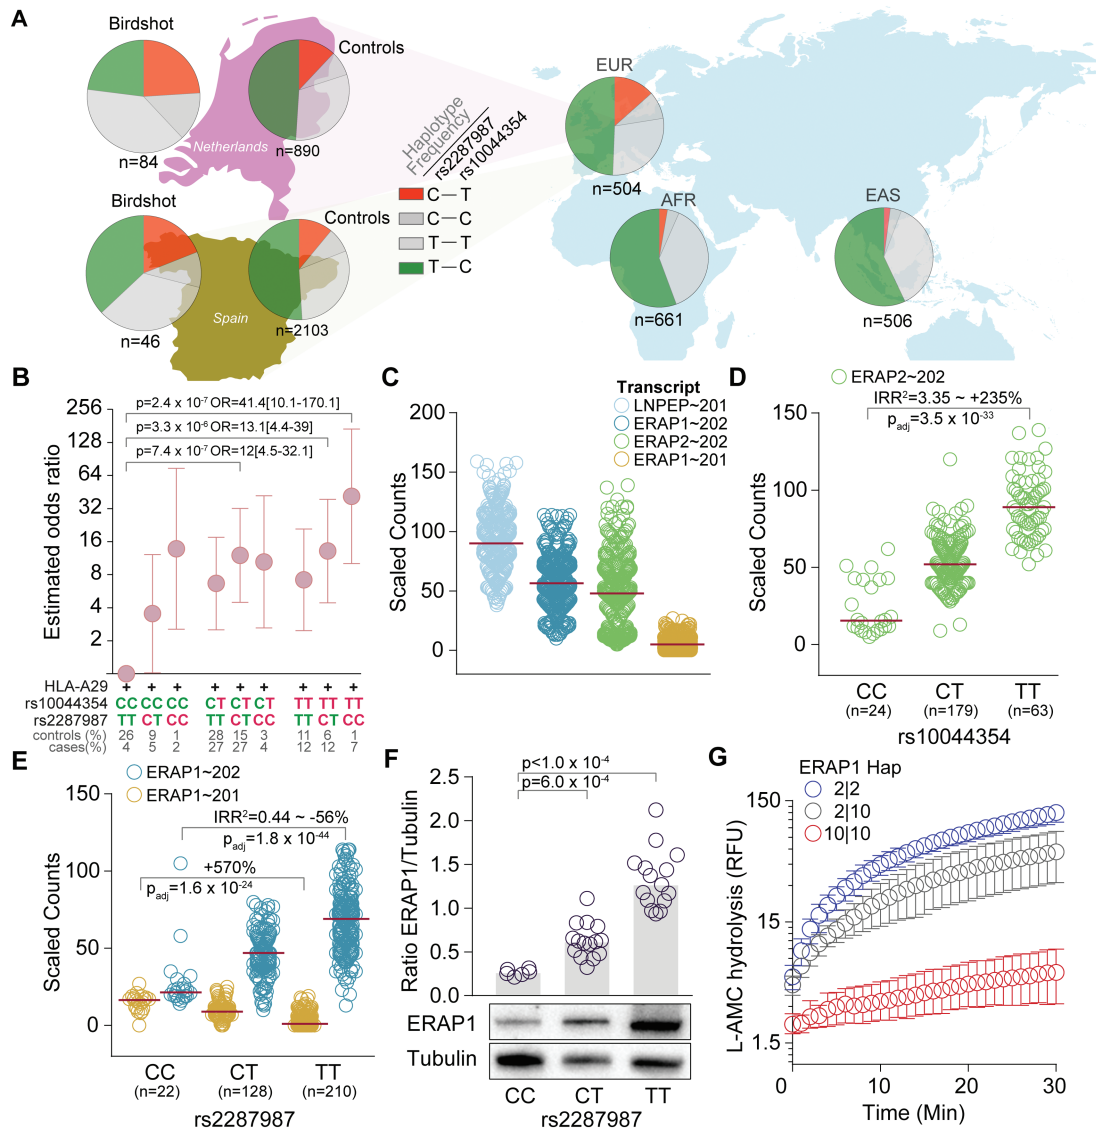 A
Birdshot
Controls
EUR
Netherlands
n=84
n=890
n=504
Haplotype
Frequency
rs2287987
rs10044354
C─T
C─C
T─T
T─C
Birdshot
Controls
AFR
EAS
Spain
n=46
n=2103
n=661
n=506
B
256
128
64
32
16
8
4
2
Estimated odds ratio
p=2.4 x 10-7 OR=41.4[10.1-170.1]
p=3.3 x 10-6 OR=13.1[4.4-39]
p=7.4 x 10-7 OR=12[4.5-32.1]
HLA-A29 + + + + + + + + +
rs10044354 CC CC CC CT CT CT TT TT TT
rs2287987 TT CT CC TT CT CC TT CT CC
controls (%) 26 9 1 28 15 3 11 6 1
cases(%) 4 5 2 27 27 4 12 12 7
C
Transcript
LNPEP~201
ERAP1~202
ERAP2~202
ERAP1~201
200
150
100
50
0
Scaled Counts
D
ERAP2~202
IRR2=3.35 ~ +235%
padj=3.5 x 10-33
150
100
50
0
Scaled Counts
CC CT TT
(n=24) (n=179) (n=63)
rs10044354
E
ERAP1~202
ERAP1~201
IRR2=0.44 ~ -56%
padj=1.8 x 10-44
+570%
padj=1.6 x 10-24
150
100
50
0
Scaled Counts
CC CT TT
(n=22) (n=128) (n=210)
rs2287987
F
p<1.0 x 10-4
p=6.0 x 10-4
2.5
2.0
1.5
1.0
0.5
0.0
Ratio ERAP1/Tubulin
ERAP1
Tubulin
CC CT TT
rs2287987
G
ERAP1 Hap
2|2
2|10
10|10
150
15
1.5
L-AMC hydrolysis (RFU)
0 10 20 30
Time (Min)